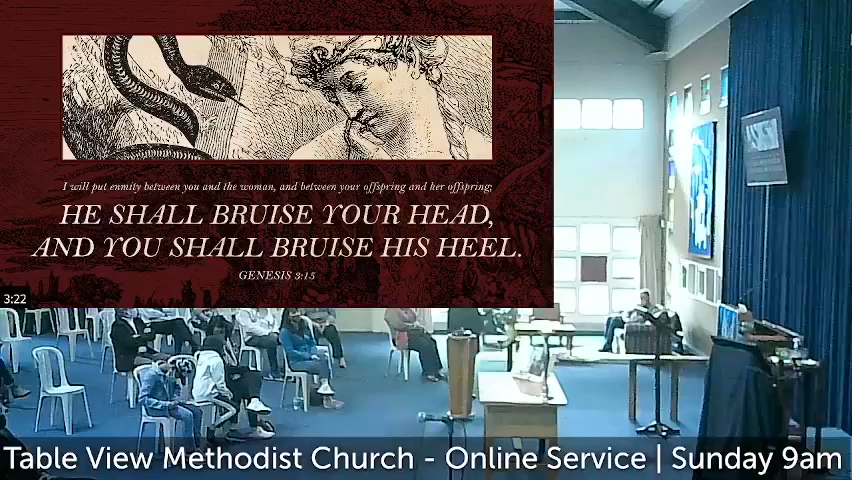 I will put enmity between you and the woman, and between your offspring and her offspring;
HE SHALL BRUISE YOUR HEAD,
AND YOU SHALL BRUISE HIS HEEL.
GENESIS 3:15
3:22
Table View Methodist Church - Online Service | Sunday 9am